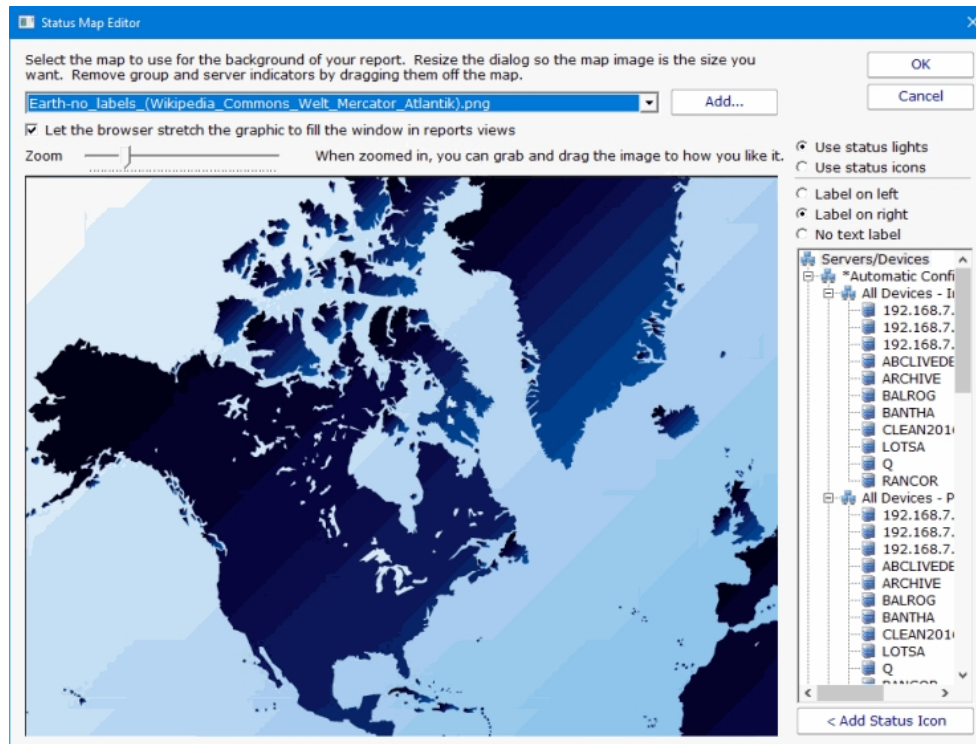 Status Map Editor
Select the map to use for the background of your report. Resize the dialog so the map image is the size you
want. Remove group and server indicators by dragging them off the map.
OK
Cancel
Earth-no_labels_(Wikipedia_Commons_Welt_Mercator_Atlantik).png
Add...
Let the browser stretch the graphic to fill the window in reports views
Zoom
When zoomed in, you can grab and drag the image to how you like it.
Use status lights
Use status icons
Label on left
Label on right
No text label
Servers/Devices
*Automatic Confi
All Devices - I
192.168.7.
192.168.7.
192.168.7.
ABCLIVEDE
ARCHIVE
BALROG
BANTHA
CLEAN201
LOTSA
Q
RANCOR
All Devices - P
192.168.7.
192.168.7.
192.168.7.
ABCLIVEDE
ARCHIVE
BALROG
BANTHA
CLEAN201
LOTSA
Q
< Add Status Icon